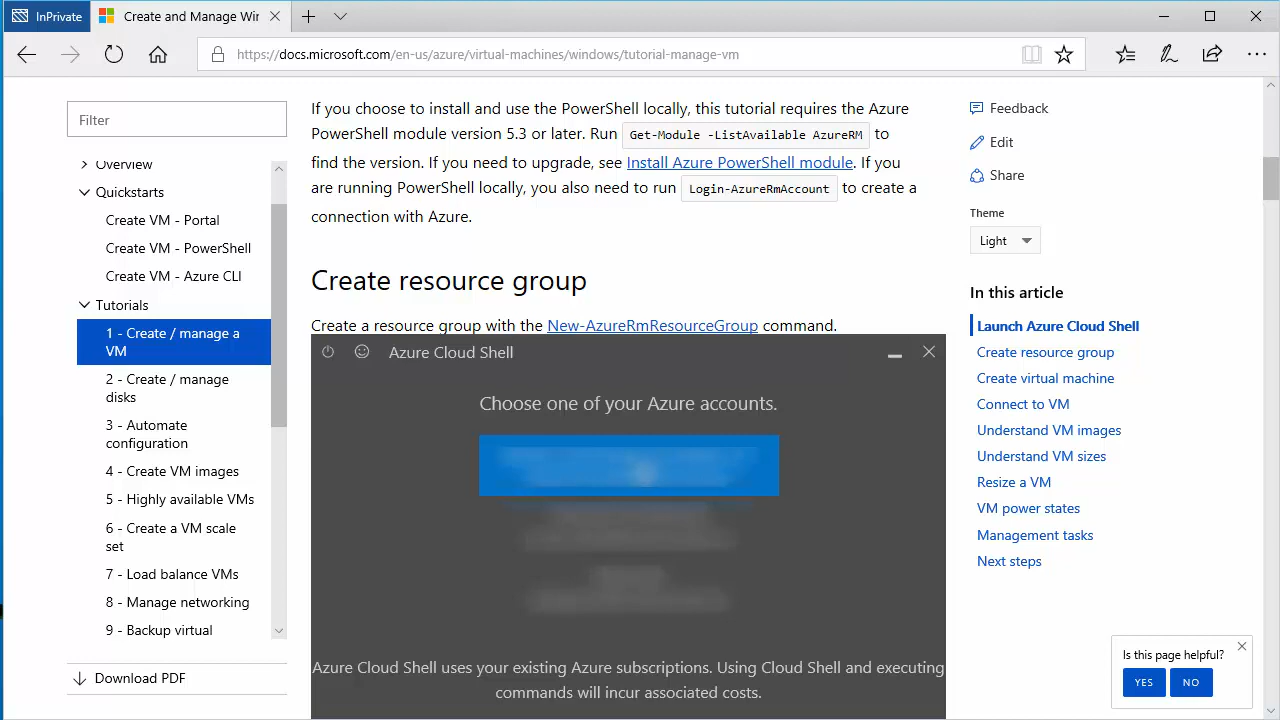 InPrivate
Create and Manage Wir
https://docs.microsoft.com/en-us/azure/virtual-machines/windows/tutorial-manage-vm
Filter
Overview
Quickstarts
Create VM - Portal
Create VM - PowerShell
Create VM - Azure CLI
Tutorials
1 - Create / manage a
VM
2 - Create / manage
disks
3 - Automate
configuration
4 - Create VM images
5 - Highly available VMs
6 - Create a VM scale
set
7 - Load balance VMs
8 - Manage networking
9 - Backup virtual
Download PDF
If you choose to install and use the PowerShell locally, this tutorial requires the Azure
PowerShell module version 5.3 or later. Run Get-Module -ListAvailable AzureRM to
find the version. If you need to upgrade, see Install Azure PowerShell module. If you
are running PowerShell locally, you also need to run Login-AzureRmAccount to create a
connection with Azure.
Create resource group
Create a resource group with the New-AzureRmResourceGroup command.
Azure Cloud Shell
Choose one of your Azure accounts.
Azure Cloud Shell uses your existing Azure subscriptions. Using Cloud Shell and executing
commands will incur associated costs.
Feedback
Edit
Share
Theme
Light
In this article
Launch Azure Cloud Shell
Create resource group
Create virtual machine
Connect to VM
Understand VM images
Understand VM sizes
Resize a VM
VM power states
Management tasks
Next steps
Is this page helpful?
YES
NO